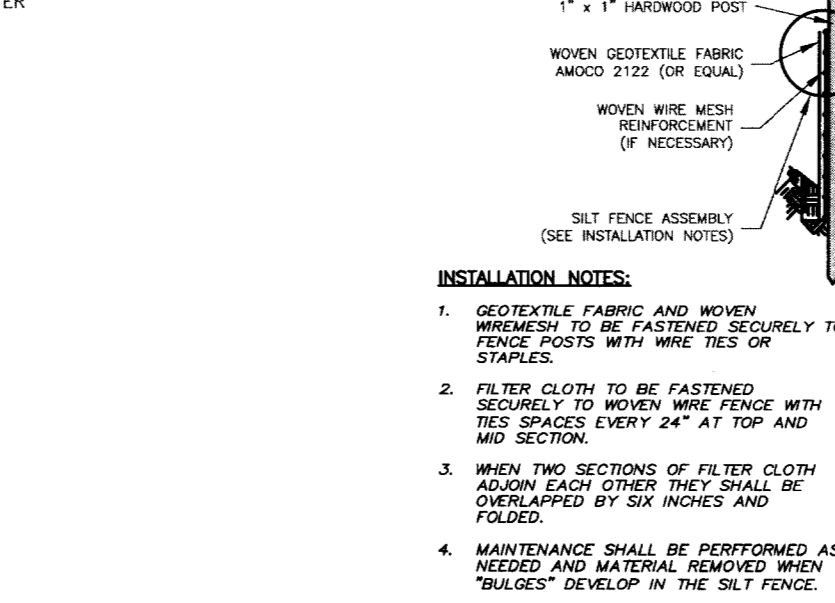 ER
1" x 1" HARDWOOD POST
WOVEN GEOTEXTILE FABRIC
AMOCO 2122 (OR EQUAL)
WOVEN WIRE MESH
REINFORCEMENT
(IF NECESSARY)
SILT FENCE ASSEMBLY
(SEE INSTALLATION NOTES)
INSTALLATION NOTES:
1. GEOTEXTILE FABRIC AND WOVEN
WIREMESH TO BE FASTENED SECURELY TO
FENCE POSTS WITH WIRE TIES OR
STAPLES.
2. FILTER CLOTH TO BE FASTENED
SECURELY TO WOVEN WIRE FENCE WITH
TIES SPACES EVERY 24" AT TOP AND
MID SECTION.
3. WHEN TWO SECTIONS OF FILTER CLOTH
ADJOIN EACH OTHER THEY SHALL BE
OVERLAPPED BY SIX INCHES AND
FOLDED.
4. MAINTENANCE SHALL BE PERFFORMED AS
NEEDED AND MATERIAL REMOVED WHEN
"BULGES" DEVELOP IN THE SILT FENCE.